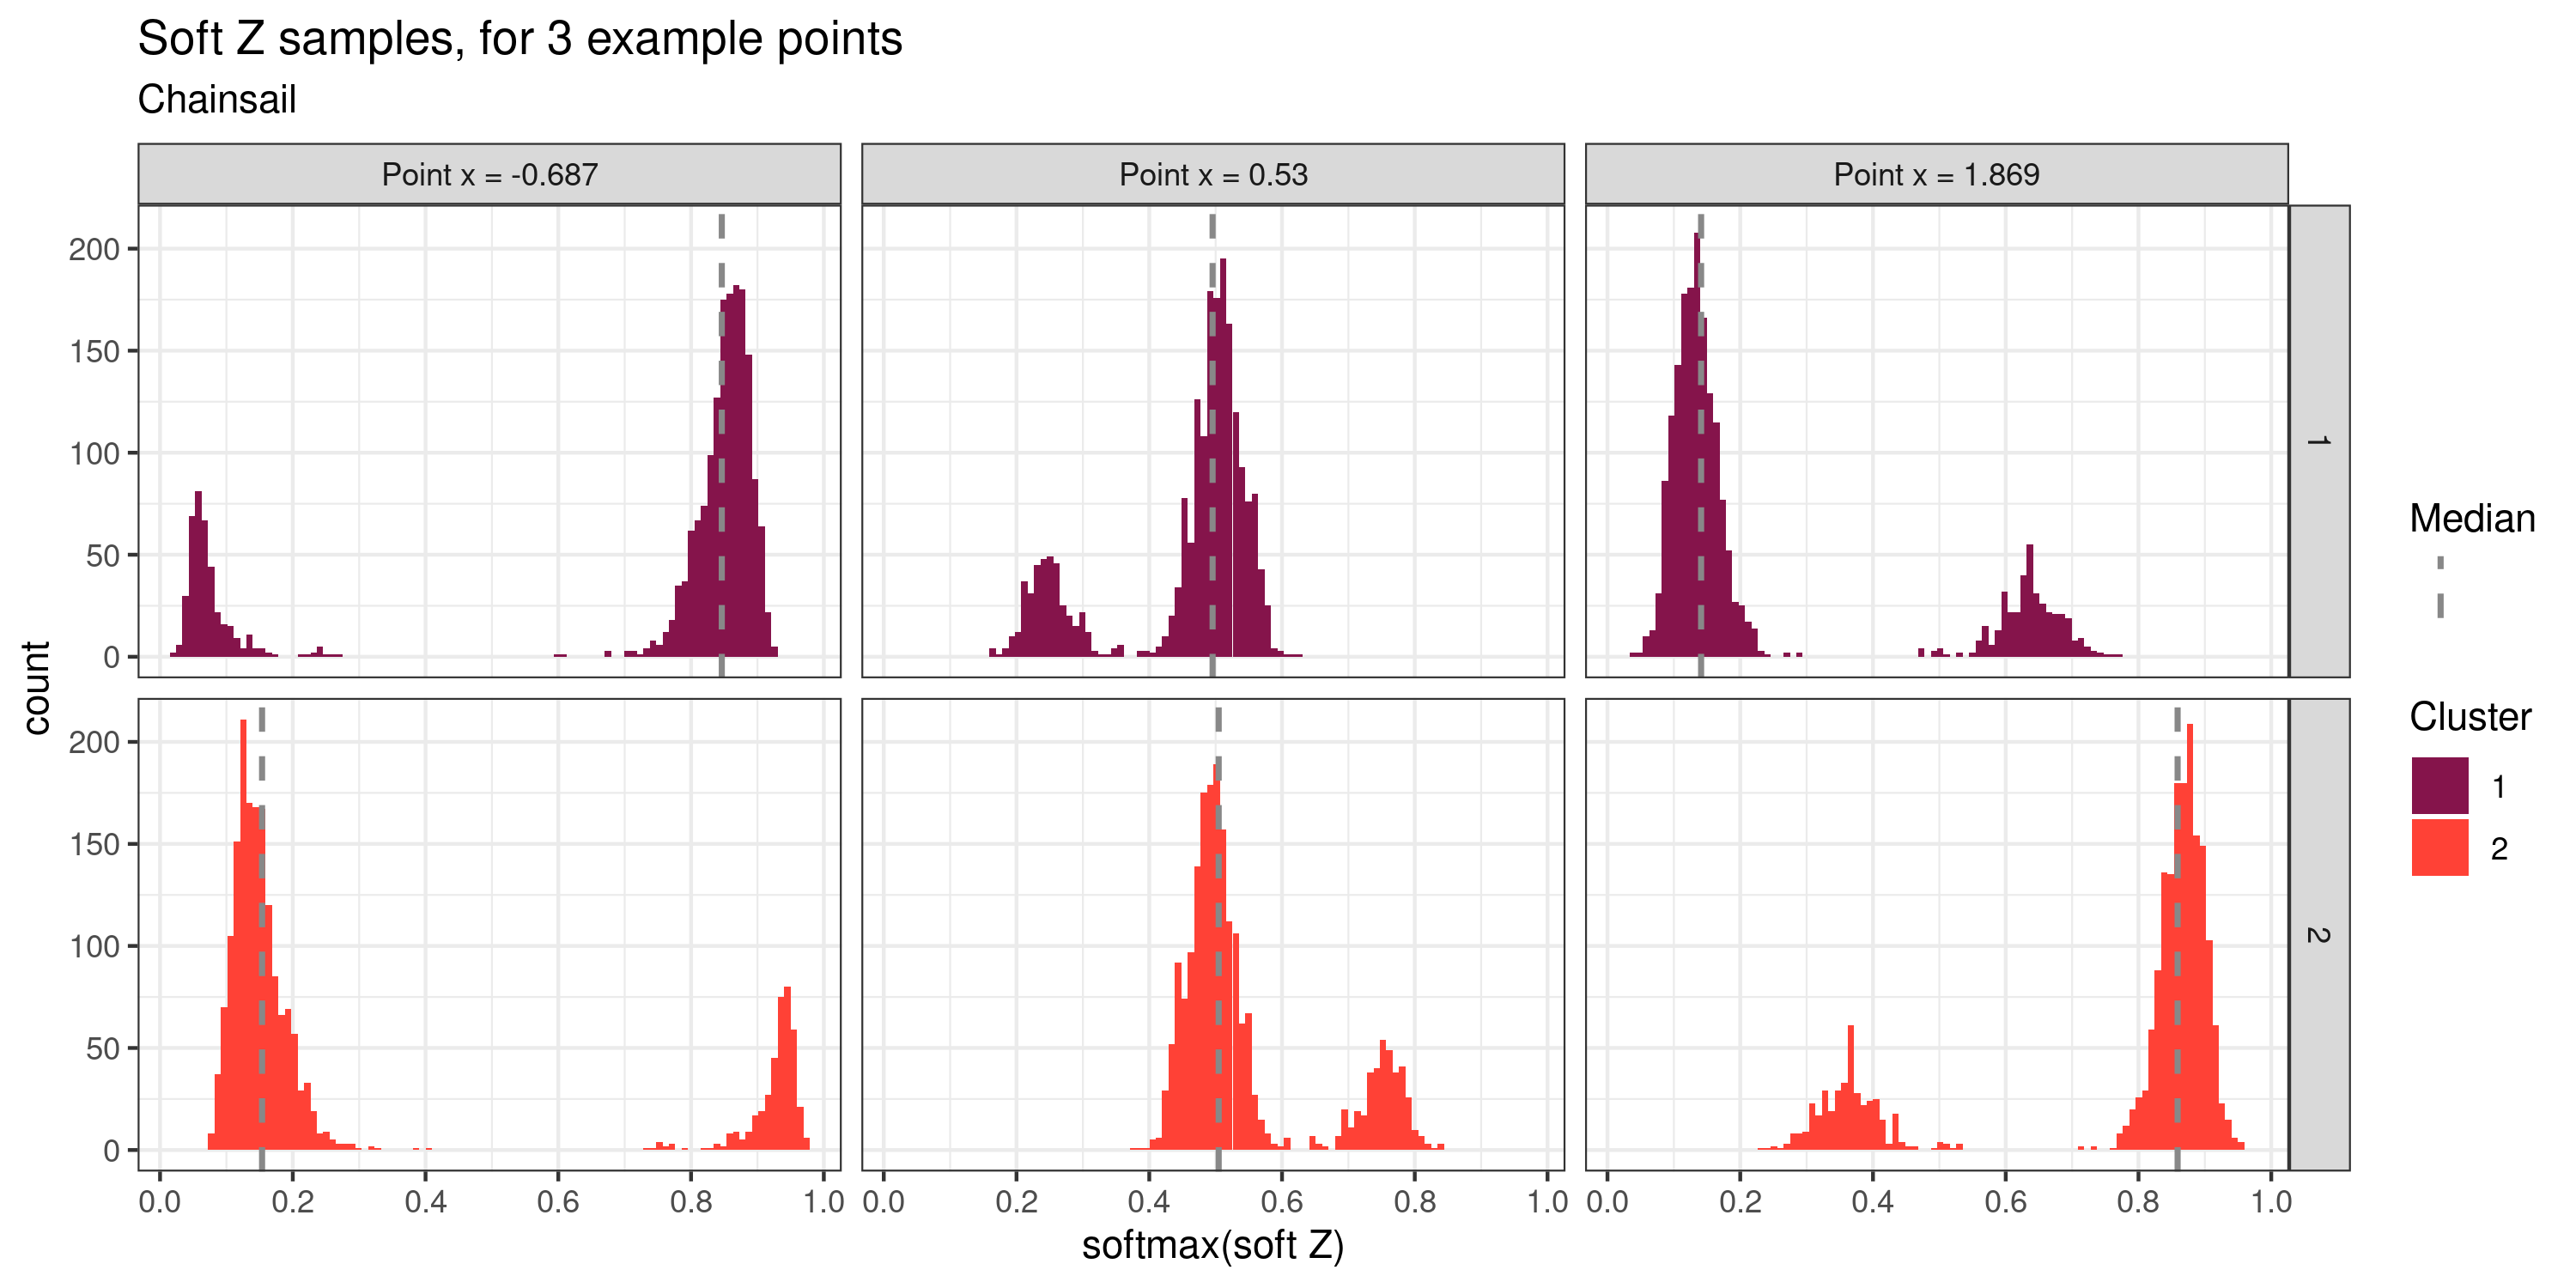 Soft Z samples, for 3 example points
Chainsail
Point x = -0.687
Point x = 0.53
Point x = 1.869
200
150
100
50
0
1
200
150
100
50
0
2
count
0.0 0.2 0.4 0.6 0.8 1.0
0.0 0.2 0.4 0.6 0.8 1.0
0.0 0.2 0.4 0.6 0.8 1.0
softmax(soft Z)
Median
Cluster
1
2